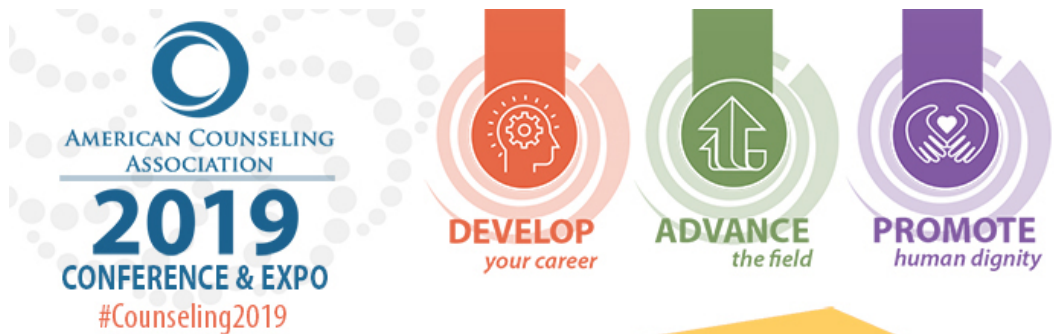 AMERICAN COUNSELING
ASSOCIATION
2019
CONFERENCE & EXPO
#Counseling2019
DEVELOP
your career
ADVANCE
the field
PROMOTE
human dignity